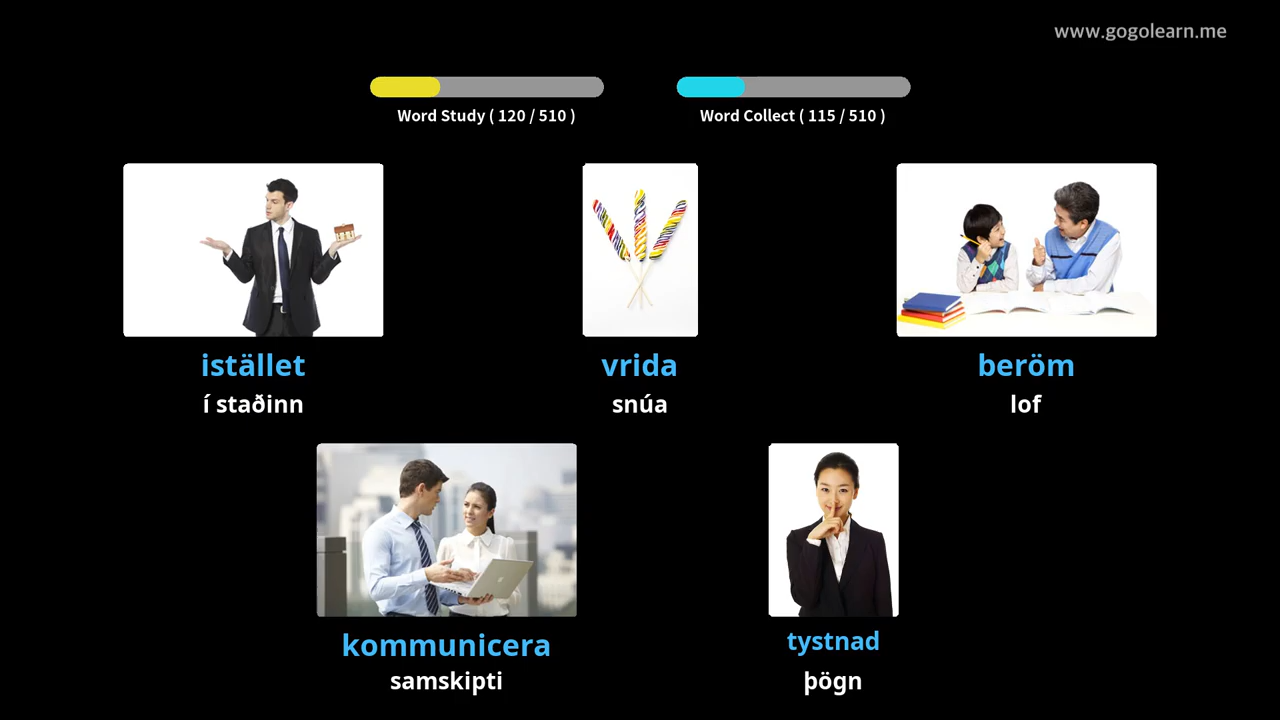 www.gogolearn.me
Word Study ( 120 / 510 )
Word Collect ( 115 / 510 )
istället
í staðinn
vrida
snúa
beröm
lof
kommunicera
samskipti
tystnad
þögn